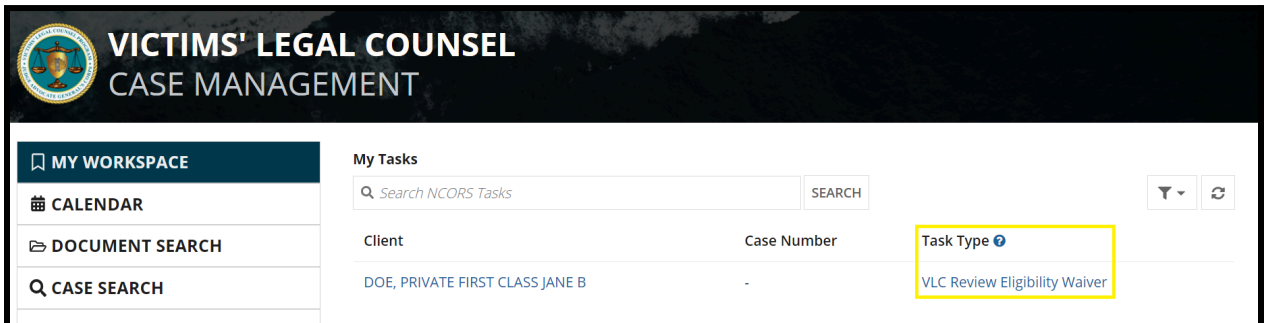 VICTIMS' LEGAL COUNSEL
CASE MANAGEMENT
MY WORKSPACE
CALENDAR
DOCUMENT SEARCH
CASE SEARCH
My Tasks
Search NCORS Tasks
SEARCH
Client Case Number Task Type
DOE, PRIVATE FIRST CLASS JANE B - VLC Review Eligibility Waiver